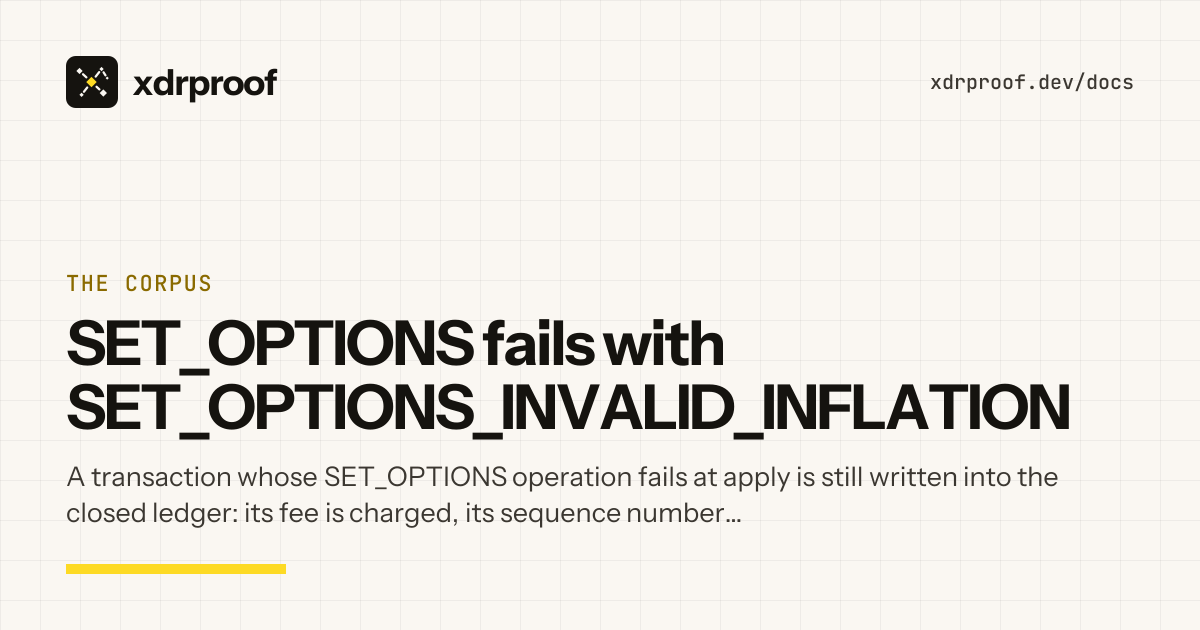 xdrproof
xdrproof.dev/docs
THE CORPUS
SET_OPTIONS fails with
SET_OPTIONS_INVALID_INFLATION
A transaction whose SET_OPTIONS operation fails at apply is still written into the
closed ledger: its fee is charged, its sequence number...